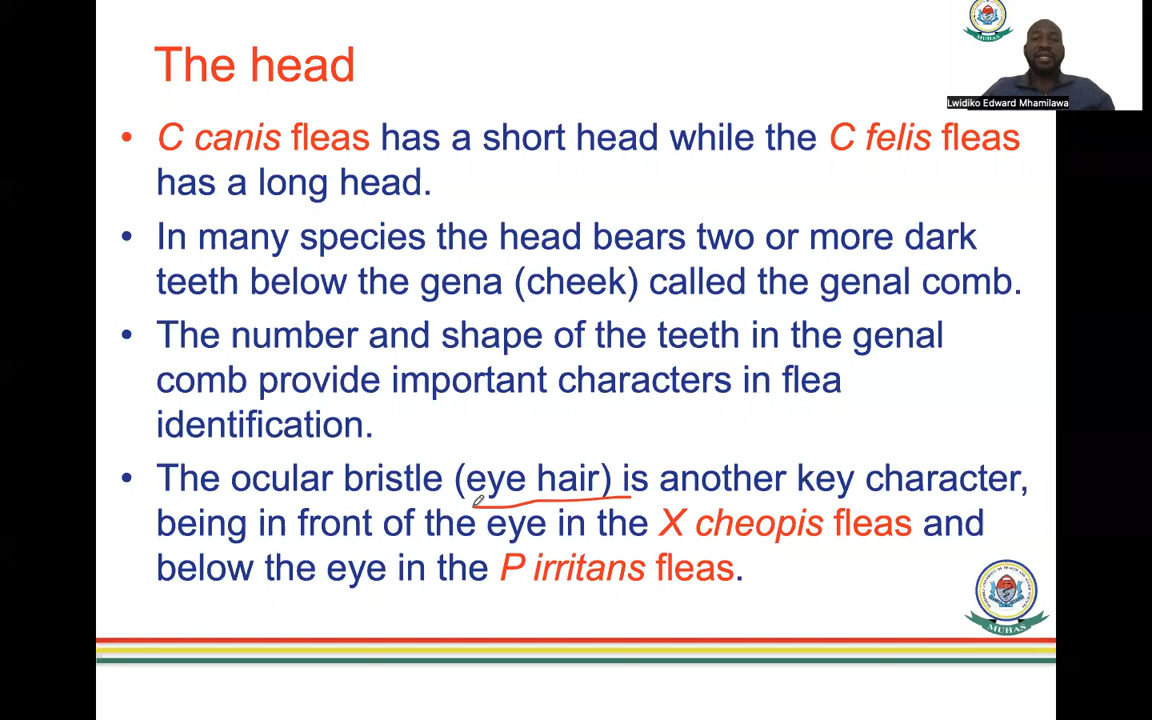 MUHAS
Lwidiko Edward Mhamilawa
The head
• C canis fleas has a short head while the C felis fleas
has a long head.
• In many species the head bears two or more dark
teeth below the gena (cheek) called the genal comb.
• The number and shape of the teeth in the genal
comb provide important characters in flea
identification.
• The ocular bristle (eye hair) is another key character,
being in front of the eye in the X cheopis fleas and
below the eye in the P irritans fleas.
MUHAS